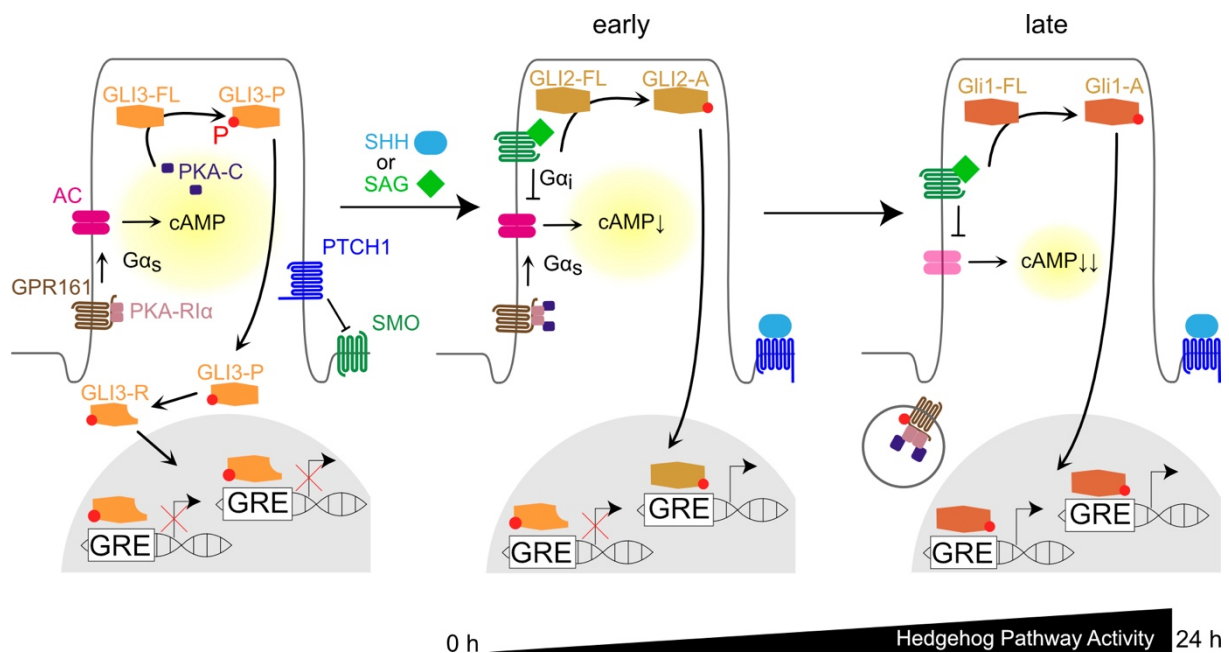 early
late
GLI3-FL
GLI3-P
P
PKA-C
AC
cAMP
Gαs
GPR161
PKA-RIα
PTCH1
SMO
GLI3-P
GLI3-R
GRE
GRE
SHH
or
SAG
GLI2-FL
GLI2-A
Gαi
cAMP↓
Gαs
GRE
GRE
Gli1-FL
Gli1-A
cAMP↓↓
GRE
GRE
0 h
Hedgehog Pathway Activity
24 h